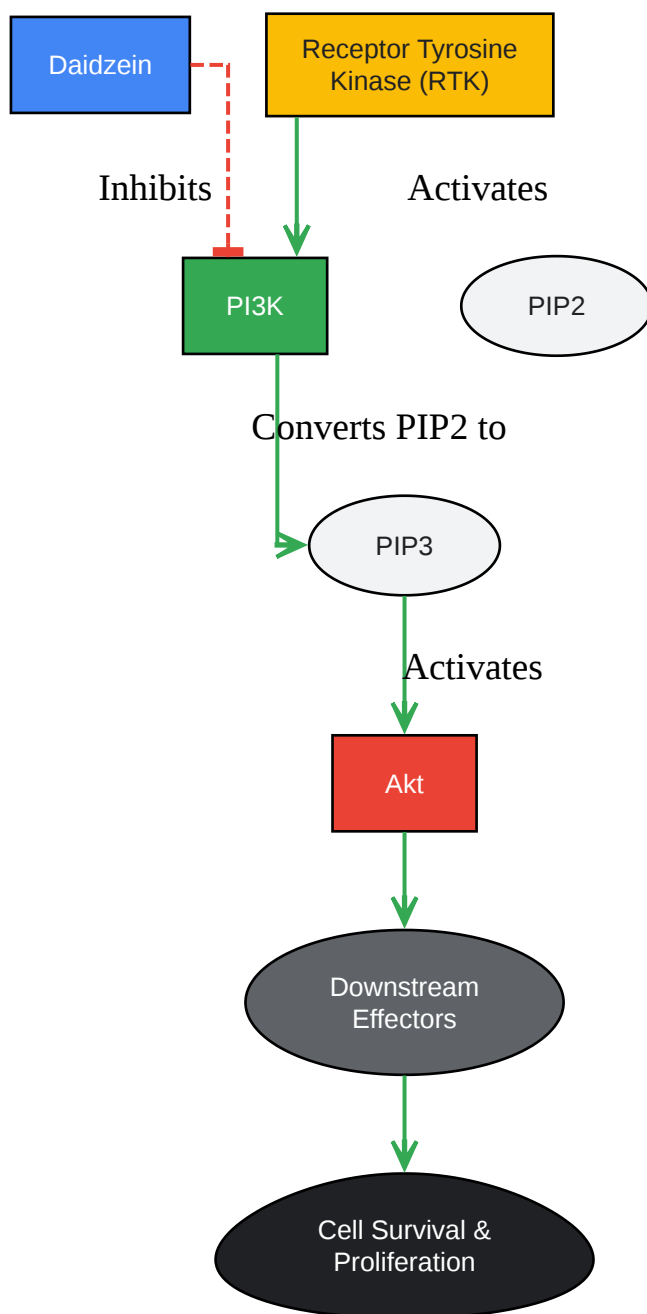 Daidzein
Receptor Tyrosine
Kinase (RTK)
Inhibits
Activates
PI3K
PIP2
Converts PIP2 to
PIP3
Activates
Akt
Downstream
Effectors
Cell Survival &
Proliferation